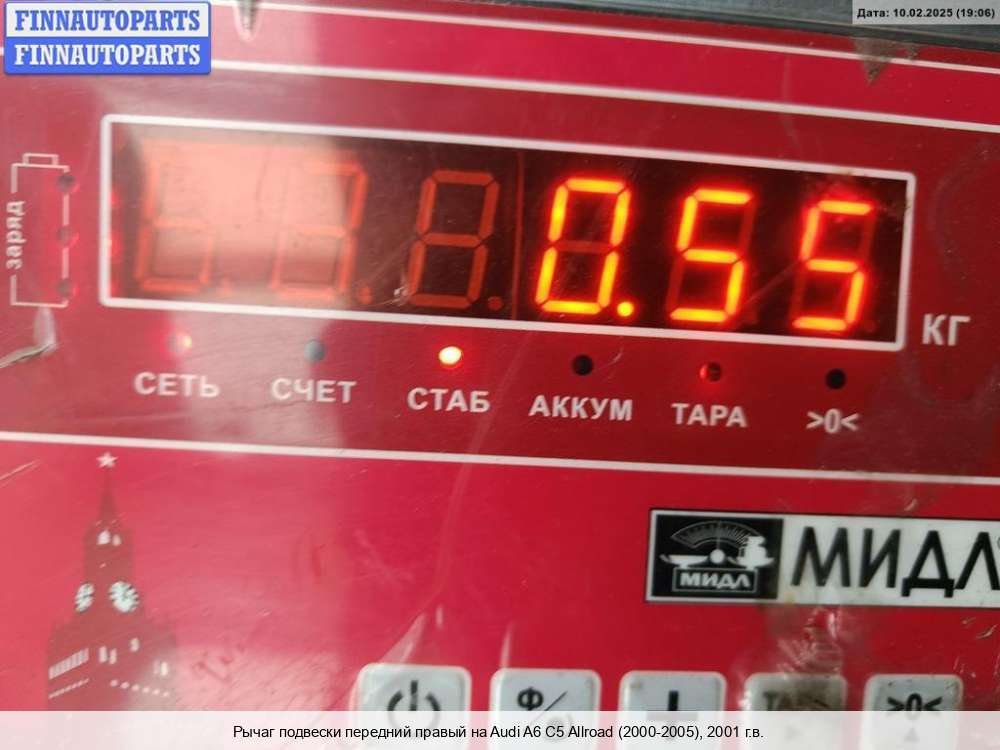 FINNAUTOPARTS
FINNAUTOPARTS
Дата: 10.02.2025 (19:06)
заряд
0.55
КГ
СЕТЬ СЧЕТ СТАБ АККУМ ТАРА >0<
МИДЛ
МИДЛ
Ф/
+
>0<
Рычаг подвески передний правый на Audi A6 C5 Allroad (2000-2005), 2001 г.в.